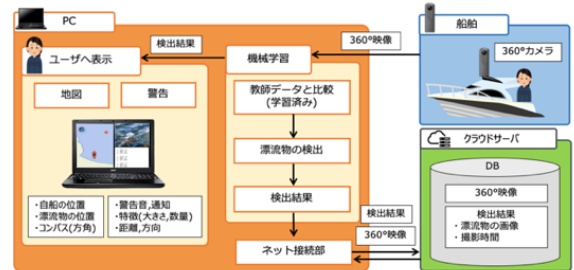 PC
ユーザへ表示
地図
警告
・自船の位置
・漂流物の位置
・コンパス(方角)
・警告音,通知
・特徴(大きさ,数量)
・距離,方向
検出結果
機械学習
教師データと比較
(学習済み)
漂流物の検出
検出結果
ネット接続部
360°映像
船舶
360°カメラ
検出結果
360°映像
クラウドサーバ
DB
360°映像
検出結果
・漂流物の画像
・撮影時間